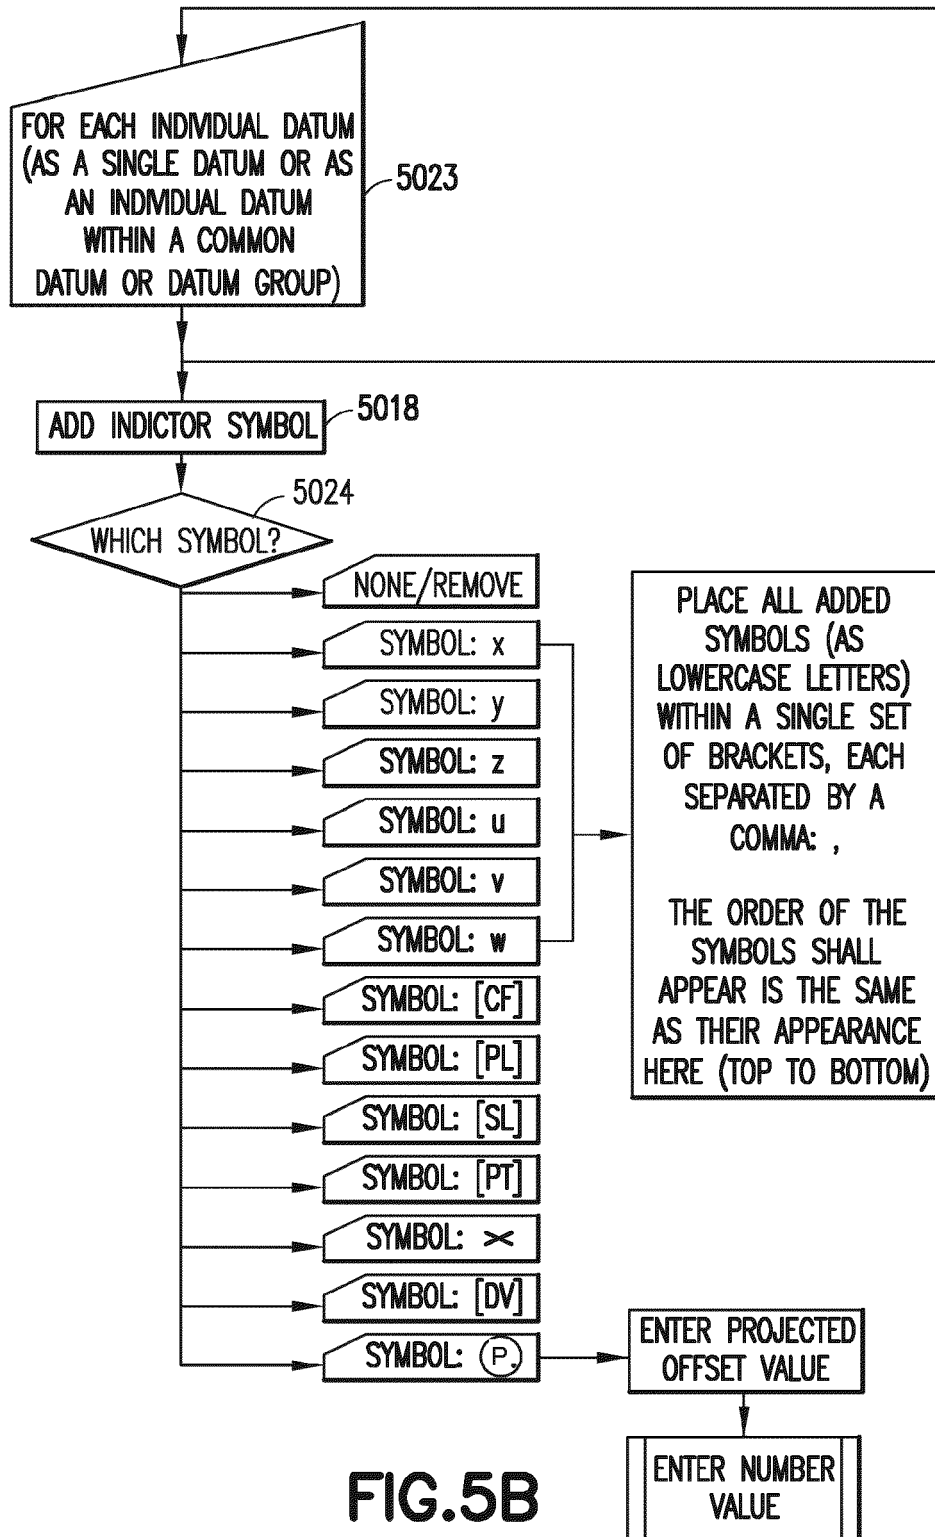 FOR EACH INDIVIDUAL DATUM
(AS A SINGLE DATUM OR AS
AN INDIVIDUAL DATUM
WITHIN A COMMON
DATUM OR DATUM GROUP)
5023
ADD INDICTOR SYMBOL
5018
5024
WHICH SYMBOL?
NONE/REMOVE
SYMBOL: x
SYMBOL: y
SYMBOL: z
SYMBOL: u
SYMBOL: v
SYMBOL: w
SYMBOL: [CF]
SYMBOL: [PL]
SYMBOL: [SL]
SYMBOL: [PT]
SYMBOL: ><
SYMBOL: [DV]
SYMBOL: Ⓟ
PLACE ALL ADDED
SYMBOLS (AS
LOWERCASE LETTERS)
WITHIN A SINGLE SET
OF BRACKETS, EACH
SEPARATED BY A
COMMA: ,
THE ORDER OF THE
SYMBOLS SHALL
APPEAR IS THE SAME
AS THEIR APPEARANCE
HERE (TOP TO BOTTOM)
ENTER PROJECTED
OFFSET VALUE
ENTER NUMBER
VALUE
FIG.5B